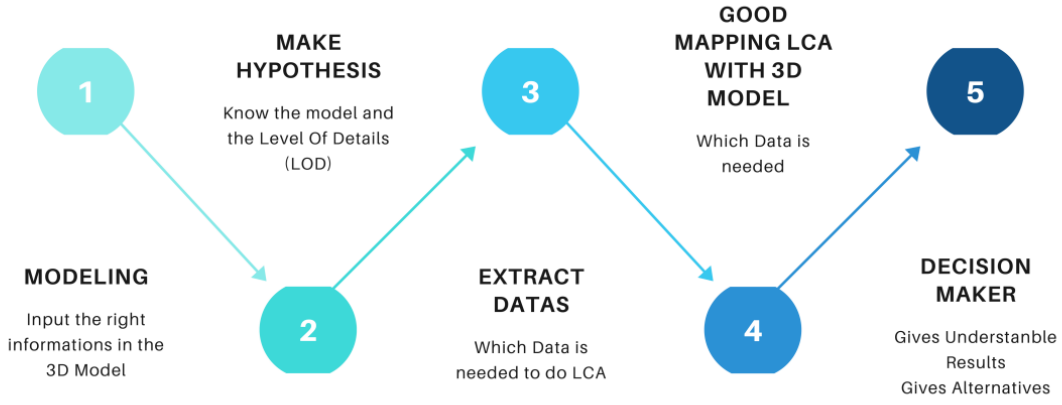 1
MODELING
Input the right
informations in the
3D Model
MAKE
HYPOTHESIS
Know the model and
the Level Of Details
(LOD)
2
3
EXTRACT
DATAS
Which Data is
needed to do LCA
GOOD
MAPPING LCA
WITH 3D
MODEL
Which Data is
needed
4
5
DECISION
MAKER
Gives Understanble
Results
Gives Alternatives